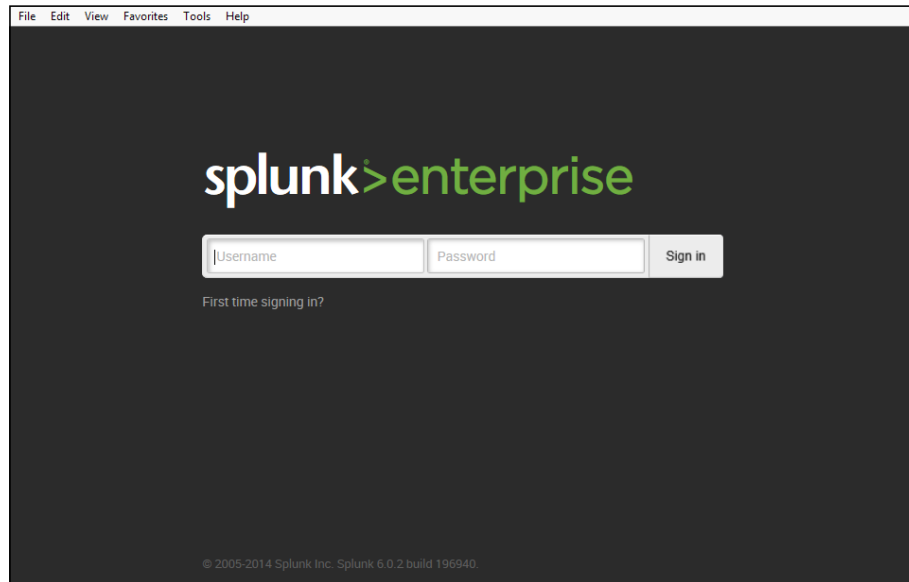 File Edit View Favorites Tools Help
splunk>enterprise
Username Password Sign in
First time signing in?
© 2005-2014 Splunk Inc. Splunk 6.0.2 build 196940.